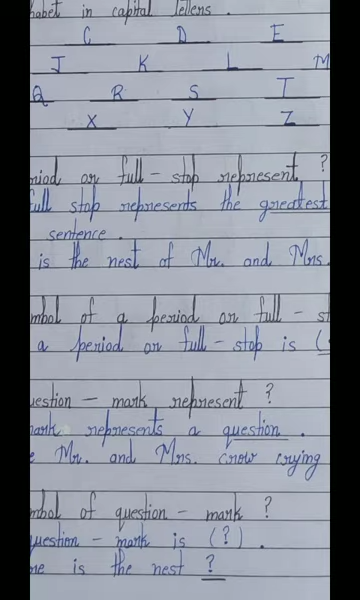 habet in capital letters .
C D E
J K L M
Q R S T
X Y Z
riod or full - stop represent ?
full stop represents the greatest
sentence .
is the nest of Mr. and Mrs.
mbol of a period or full - st
a period or full - stop is (
uestion - mark represent ?
mark represents a question .
e Mr. and Mrs. crow crying
mbol of question - mark ?
question - mark is (?) .
ne is the nest ?